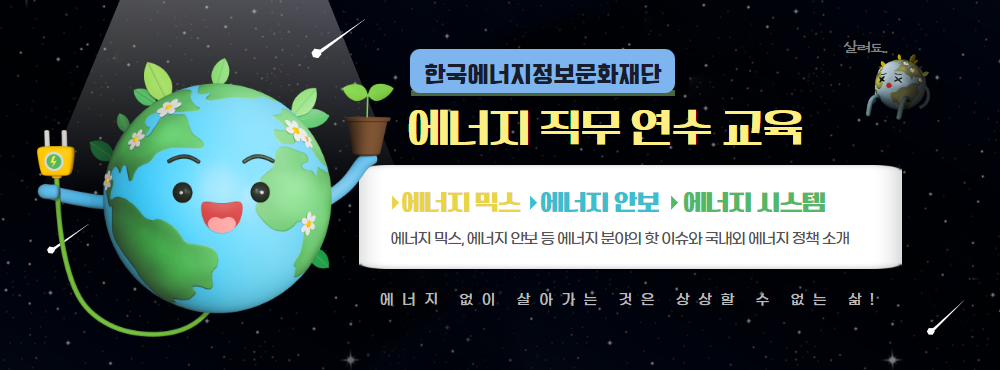 살려됴..
한국에너지정보문화재단
에너지 직무 연수 교육
에너지 믹스 에너지 안보 에너지 시스템
에너지 믹스, 에너지 안보 등 에너지 분야의 핫 이슈와 국내외 에너지 정책 소개
에너지 없이 살아가는 것은 상상할 수 없는 삶!